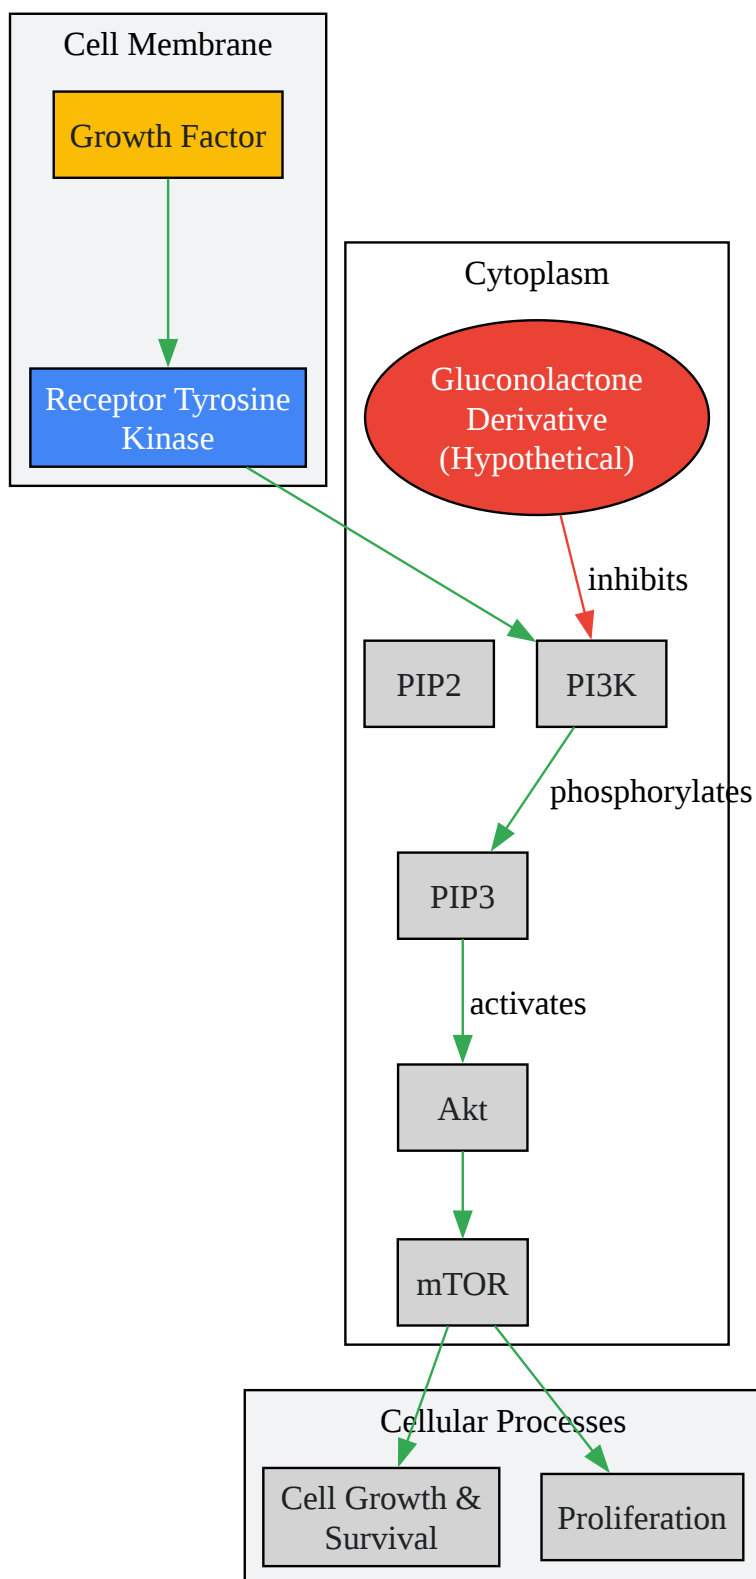 Cell Membrane
Growth Factor
Receptor Tyrosine
Kinase
Cytoplasm
Gluconolactone
Derivative
(Hypothetical)
inhibits
PIP2
PI3K
phosphorylates
PIP3
activates
Akt
mTOR
Cellular Processes
Cell Growth &
Survival
Proliferation